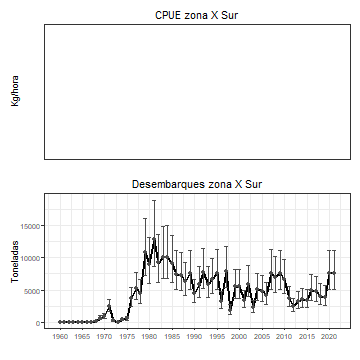 CPUE zona X Sur
Kg/hora
Desembarques zona X Sur
Toneladas
15000
10000
5000
0
1960 1965 1970 1975 1980 1985 1990 1995 2000 2005 2010 2015 2020